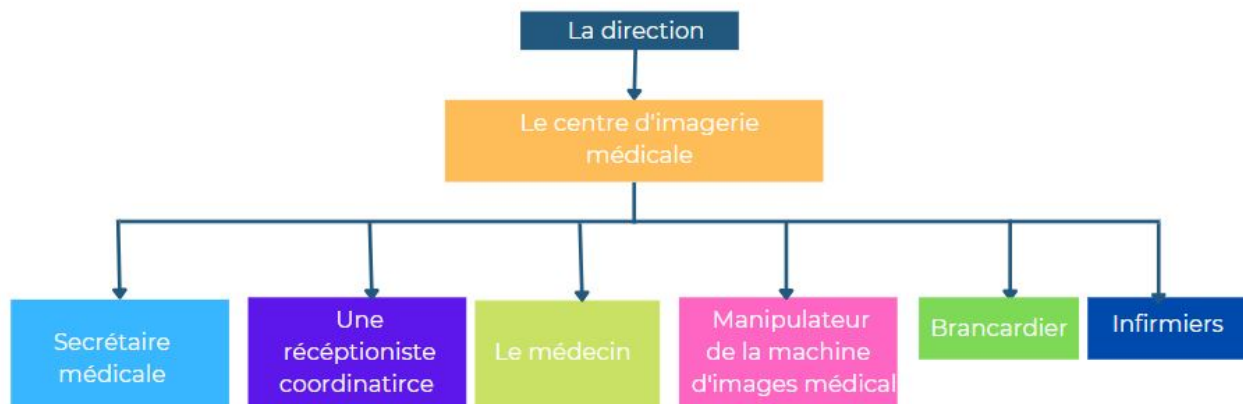 La direction
Le centre d'imagerie
médicale
Secrétaire
médicale
Une
récéptioniste
coordinatirce
Le médecin
Manipulateur
de la machine
d'images médical
Brancardier
Infirmiers